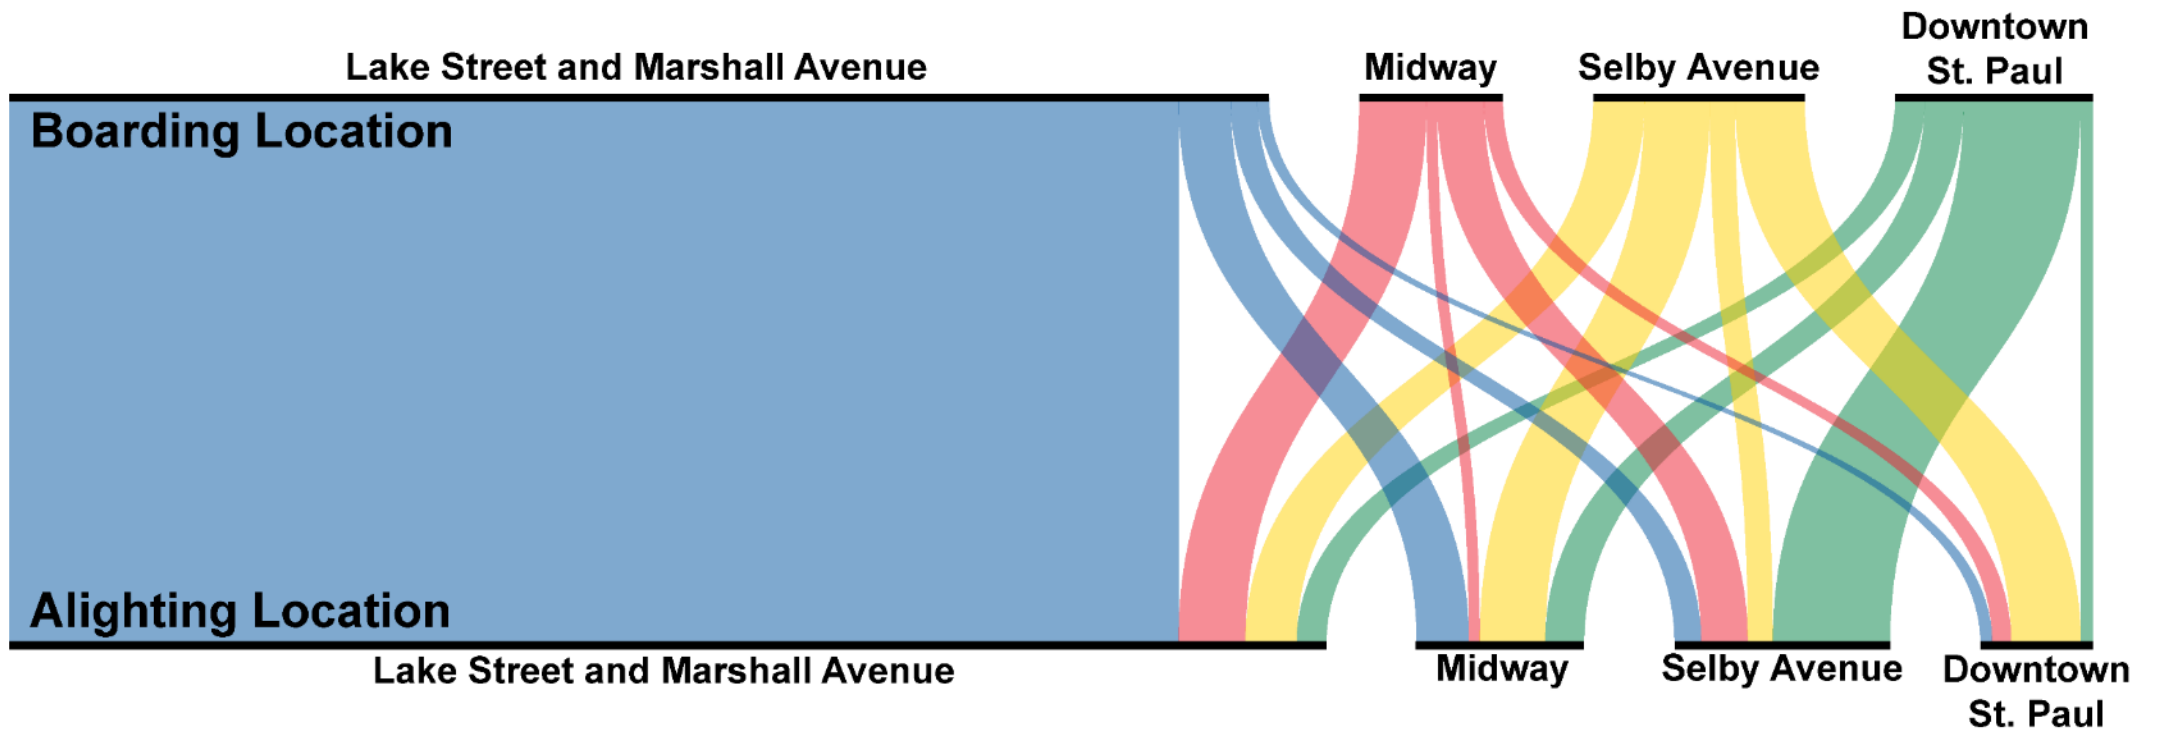 Downtown
Lake Street and Marshall Avenue Midway Selby Avenue St. Paul
Boarding Location
Alighting Location
Lake Street and Marshall Avenue Midway Selby Avenue Downtown
St. Paul